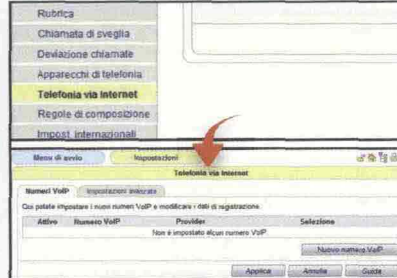 Rubrica
Chiamata di sveglia
Deviazione chiamate
Apparecchi di telefonia
Telefonia via Internet
Regole di composizione
Impost. internazionali
Menu di avvio
Impostazioni
Telefonia via Internet
Numeri VoIP Impostazioni avanzate
Qui potete impostare i nuovi numeri VoIP e modificare i dati di registrazione.
Attivo Numero VoIP Provider Selezione
Non è impostato alcun numero VoIP
Nuovo numero VoIP
Applica Annulla Guida